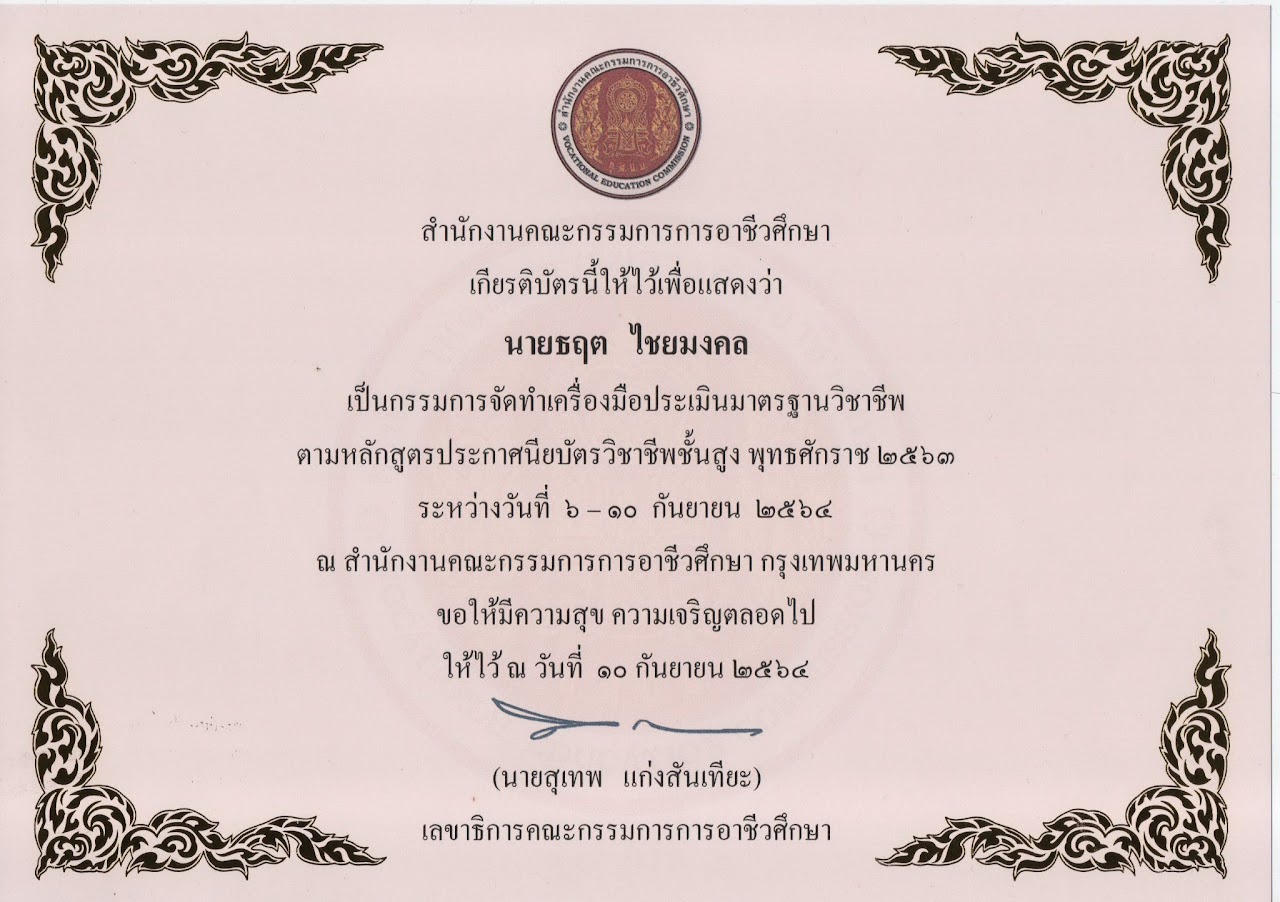 สำนักงานคณะกรรมการการอาชีวศึกษา
VOCATIONAL EDUCATION COMMISSION
สำนักงานคณะกรรมการการอาชีวศึกษา
เกียรติบัตรนี้ให้ไว้เพื่อแสดงว่า
นายธฤต ไชยมงคล
เป็นกรรมการจัดทำเครื่องมือประเมินมาตรฐานวิชาชีพ
ตามหลักสูตรประกาศนียบัตรวิชาชีพชั้นสูง พุทธศักราช ๒๕๖๓
ระหว่างวันที่ ๖ – ๑๐ กันยายน ๒๕๖๔
ณ สำนักงานคณะกรรมการการอาชีวศึกษา กรุงเทพมหานคร
ขอให้มีความสุข ความเจริญตลอดไป
ให้ไว้ ณ วันที่ ๑๐ กันยายน ๒๕๖๔
(นายสุเทพ แก่งสันเทียะ)
เลขาธิการคณะกรรมการการอาชีวศึกษา